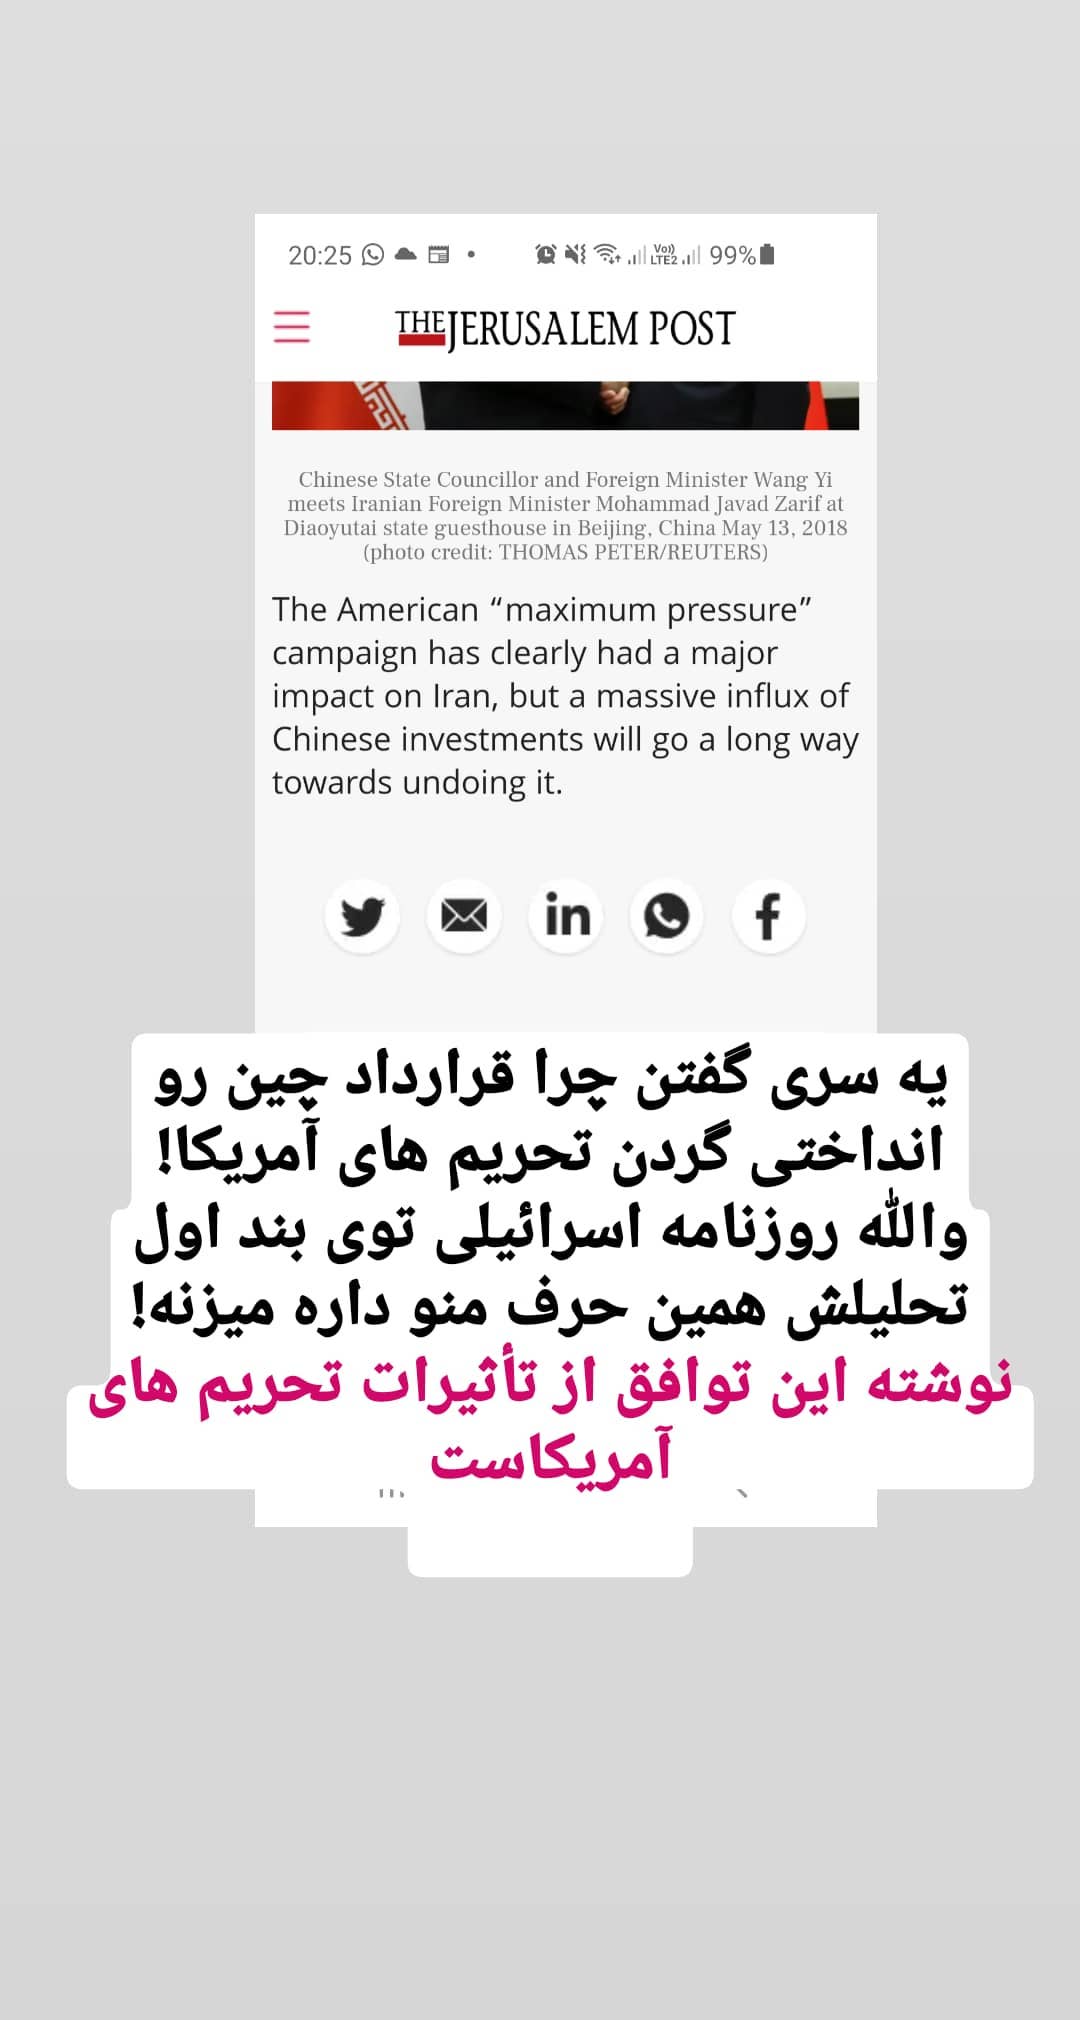 20:25
Vo))
LTE2
99%
THE JERUSALEM POST
Chinese State Councillor and Foreign Minister Wang Yi
meets Iranian Foreign Minister Mohammad Javad Zarif at
Diaoyutai state guesthouse in Beijing, China May 13, 2018
(photo credit: THOMAS PETER/REUTERS)
The American “maximum pressure”
campaign has clearly had a major
impact on Iran, but a massive influx of
Chinese investments will go a long way
towards undoing it.
in
f
یه سری گفتن چرا قرارداد چین رو
انداختی گردن تحریم های آمریکا!
والله روزنامه اسرائیلی توی بند اول
تحلیلش همین حرف منو داره میزنه!
نوشته این توافق از تأثیرات تحریم های
آمریکاست